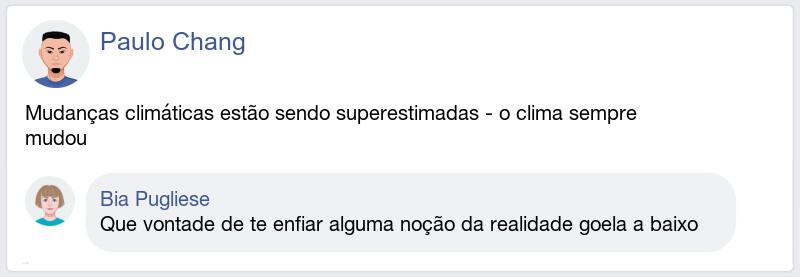 Paulo Chang
Mudanças climáticas estão sendo superestimadas - o clima sempre
mudou
Bia Pugliese
Que vontade de te enfiar alguma noção da realidade goela a baixo